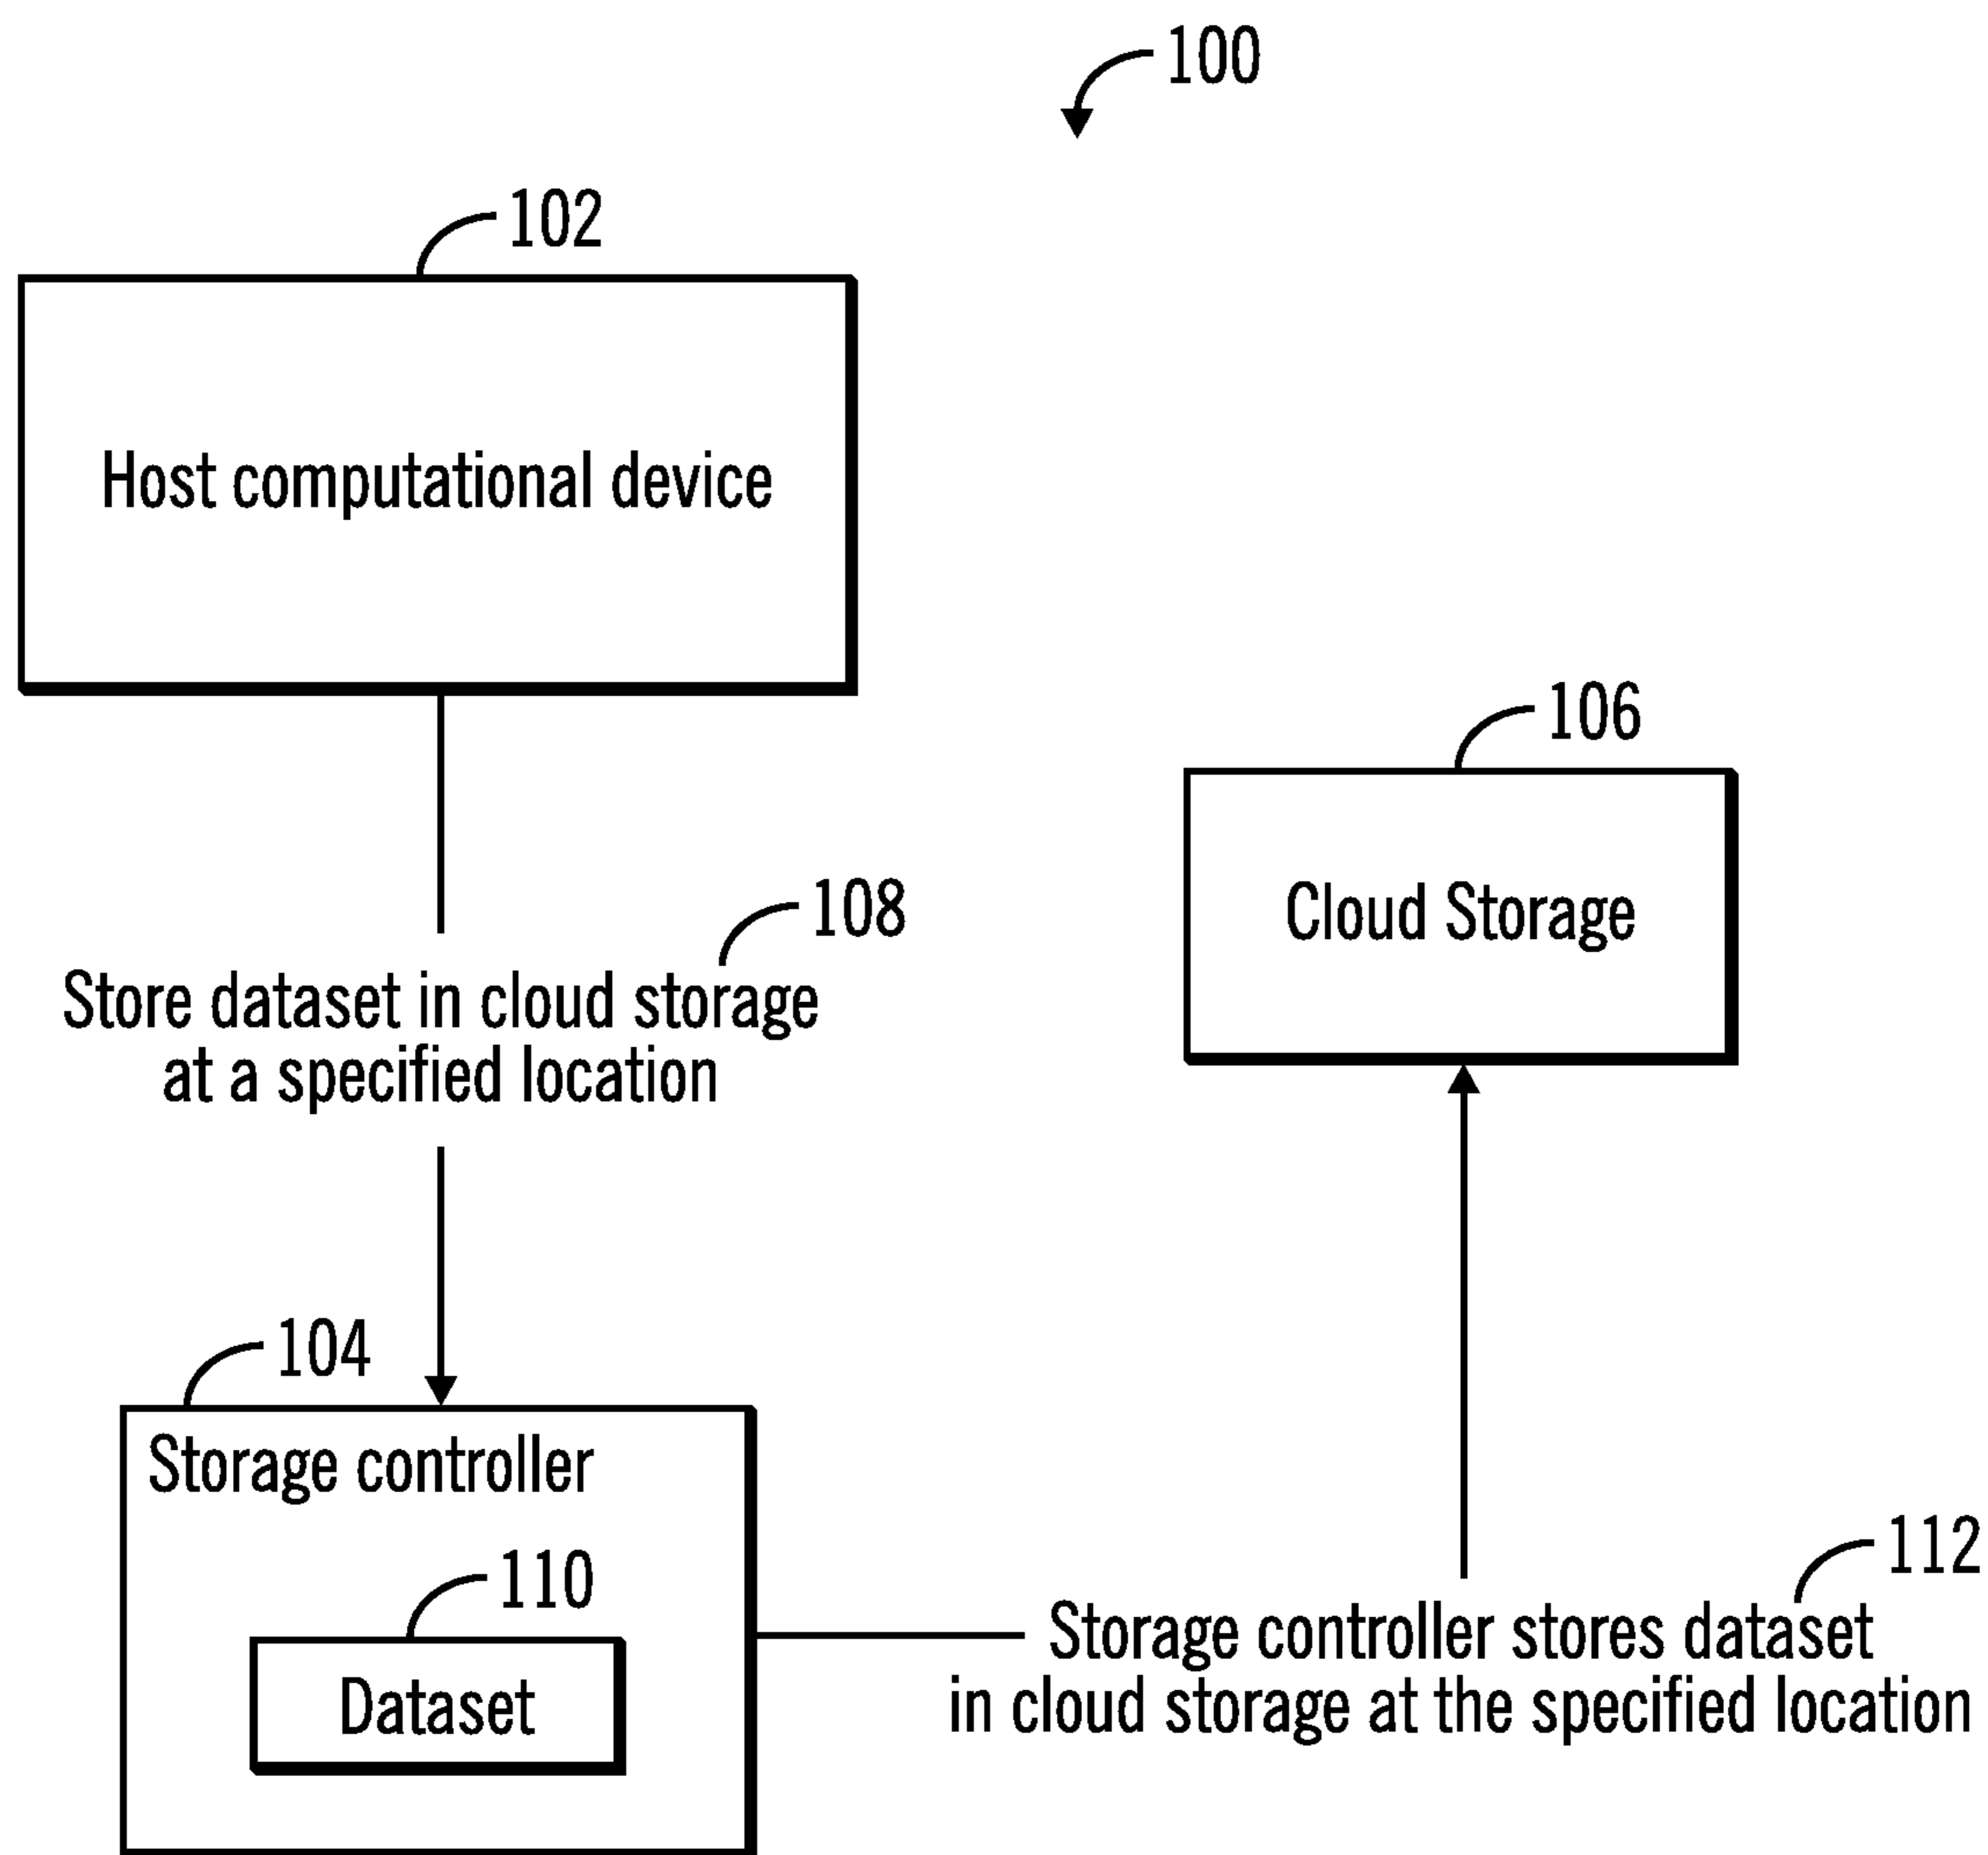 100
102
Host computational device
106
Cloud Storage
108
Store dataset in cloud storage
at a specified location
104
Storage controller
110
Dataset
112
Storage controller stores dataset
in cloud storage at the specified location